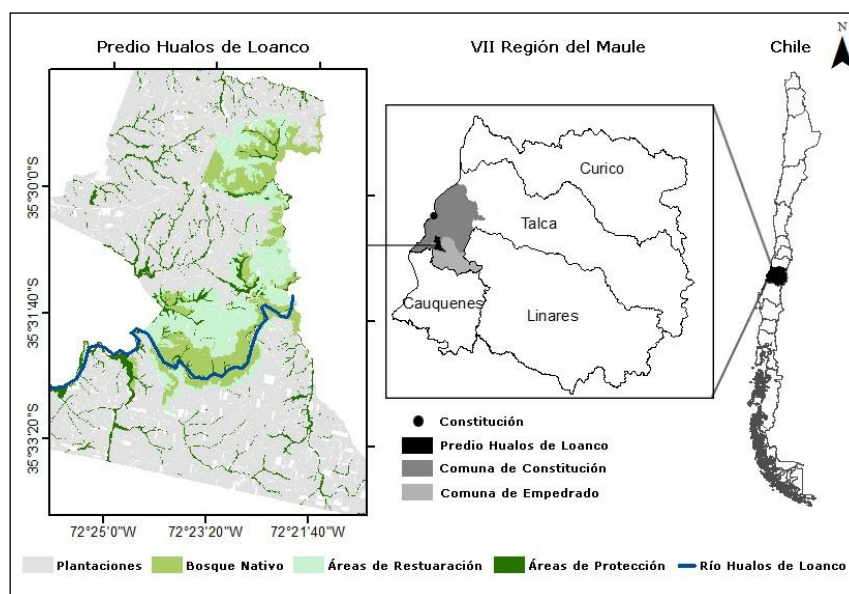 Predio Hualos de Loanco
VII Región del Maule
Chile
N
35°30'0"S
35°31'40"S
35°33'20"S
72°25'0"W
72°23'20"W
72°21'40"W
Curico
Talca
Cauquenes
Linares
Constitución
Predio Hualos de Loanco
Comuna de Constitución
Comuna de Empedrado
Plantaciones
Bosque Nativo
Áreas de Restuaración
Áreas de Protección
Río Hualos de Loanco